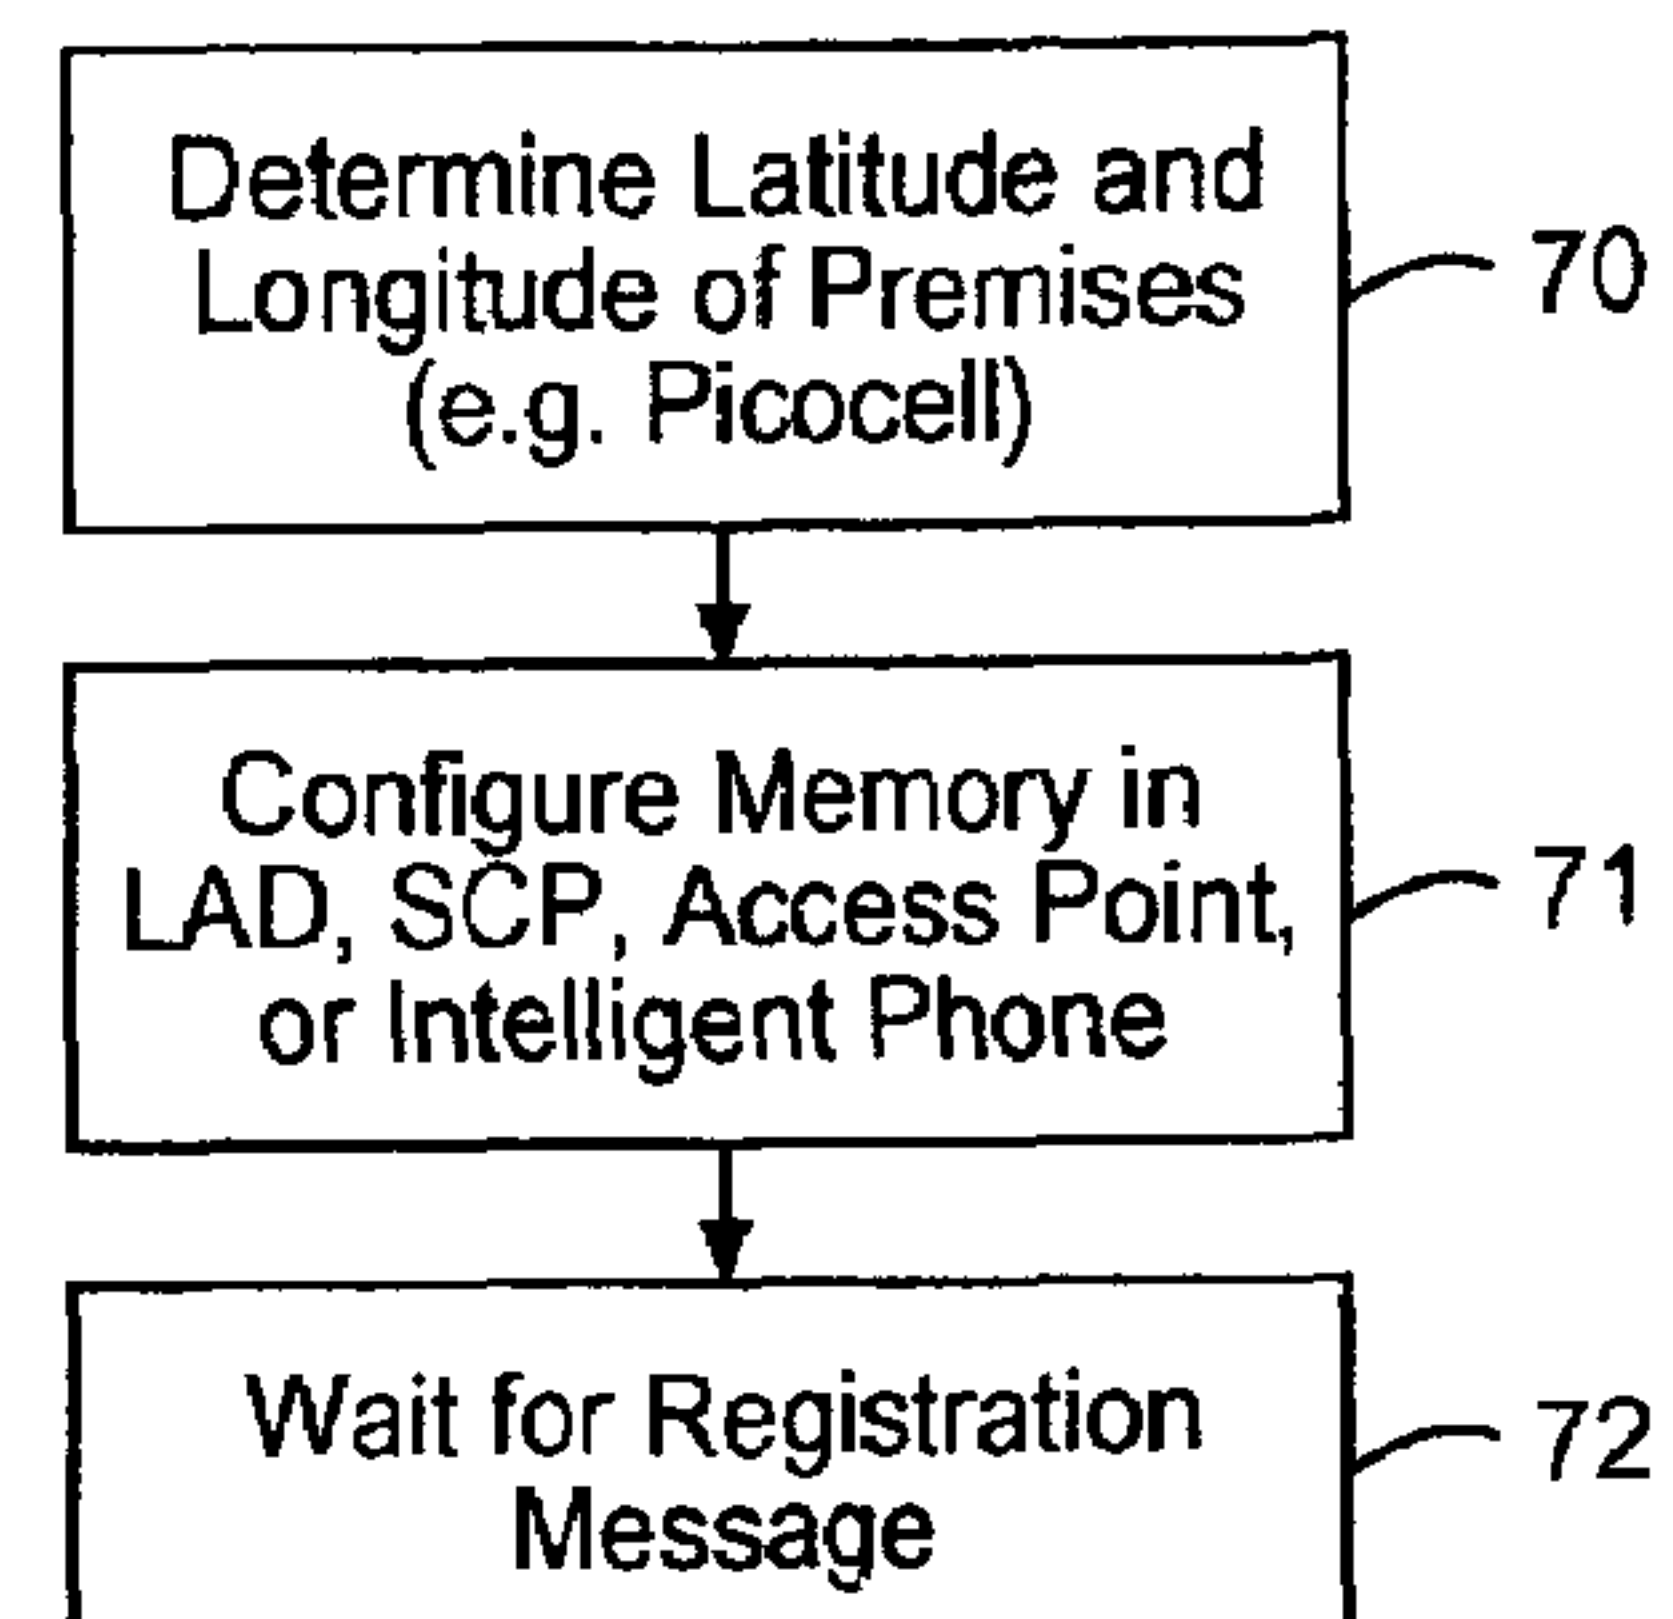 Determine Latitude and
Longitude of Premises
(e.g. Picocell)
70
Configure Memory in
LAD, SCP, Access Point,
or Intelligent Phone
71
Wait for Registration
Message
72